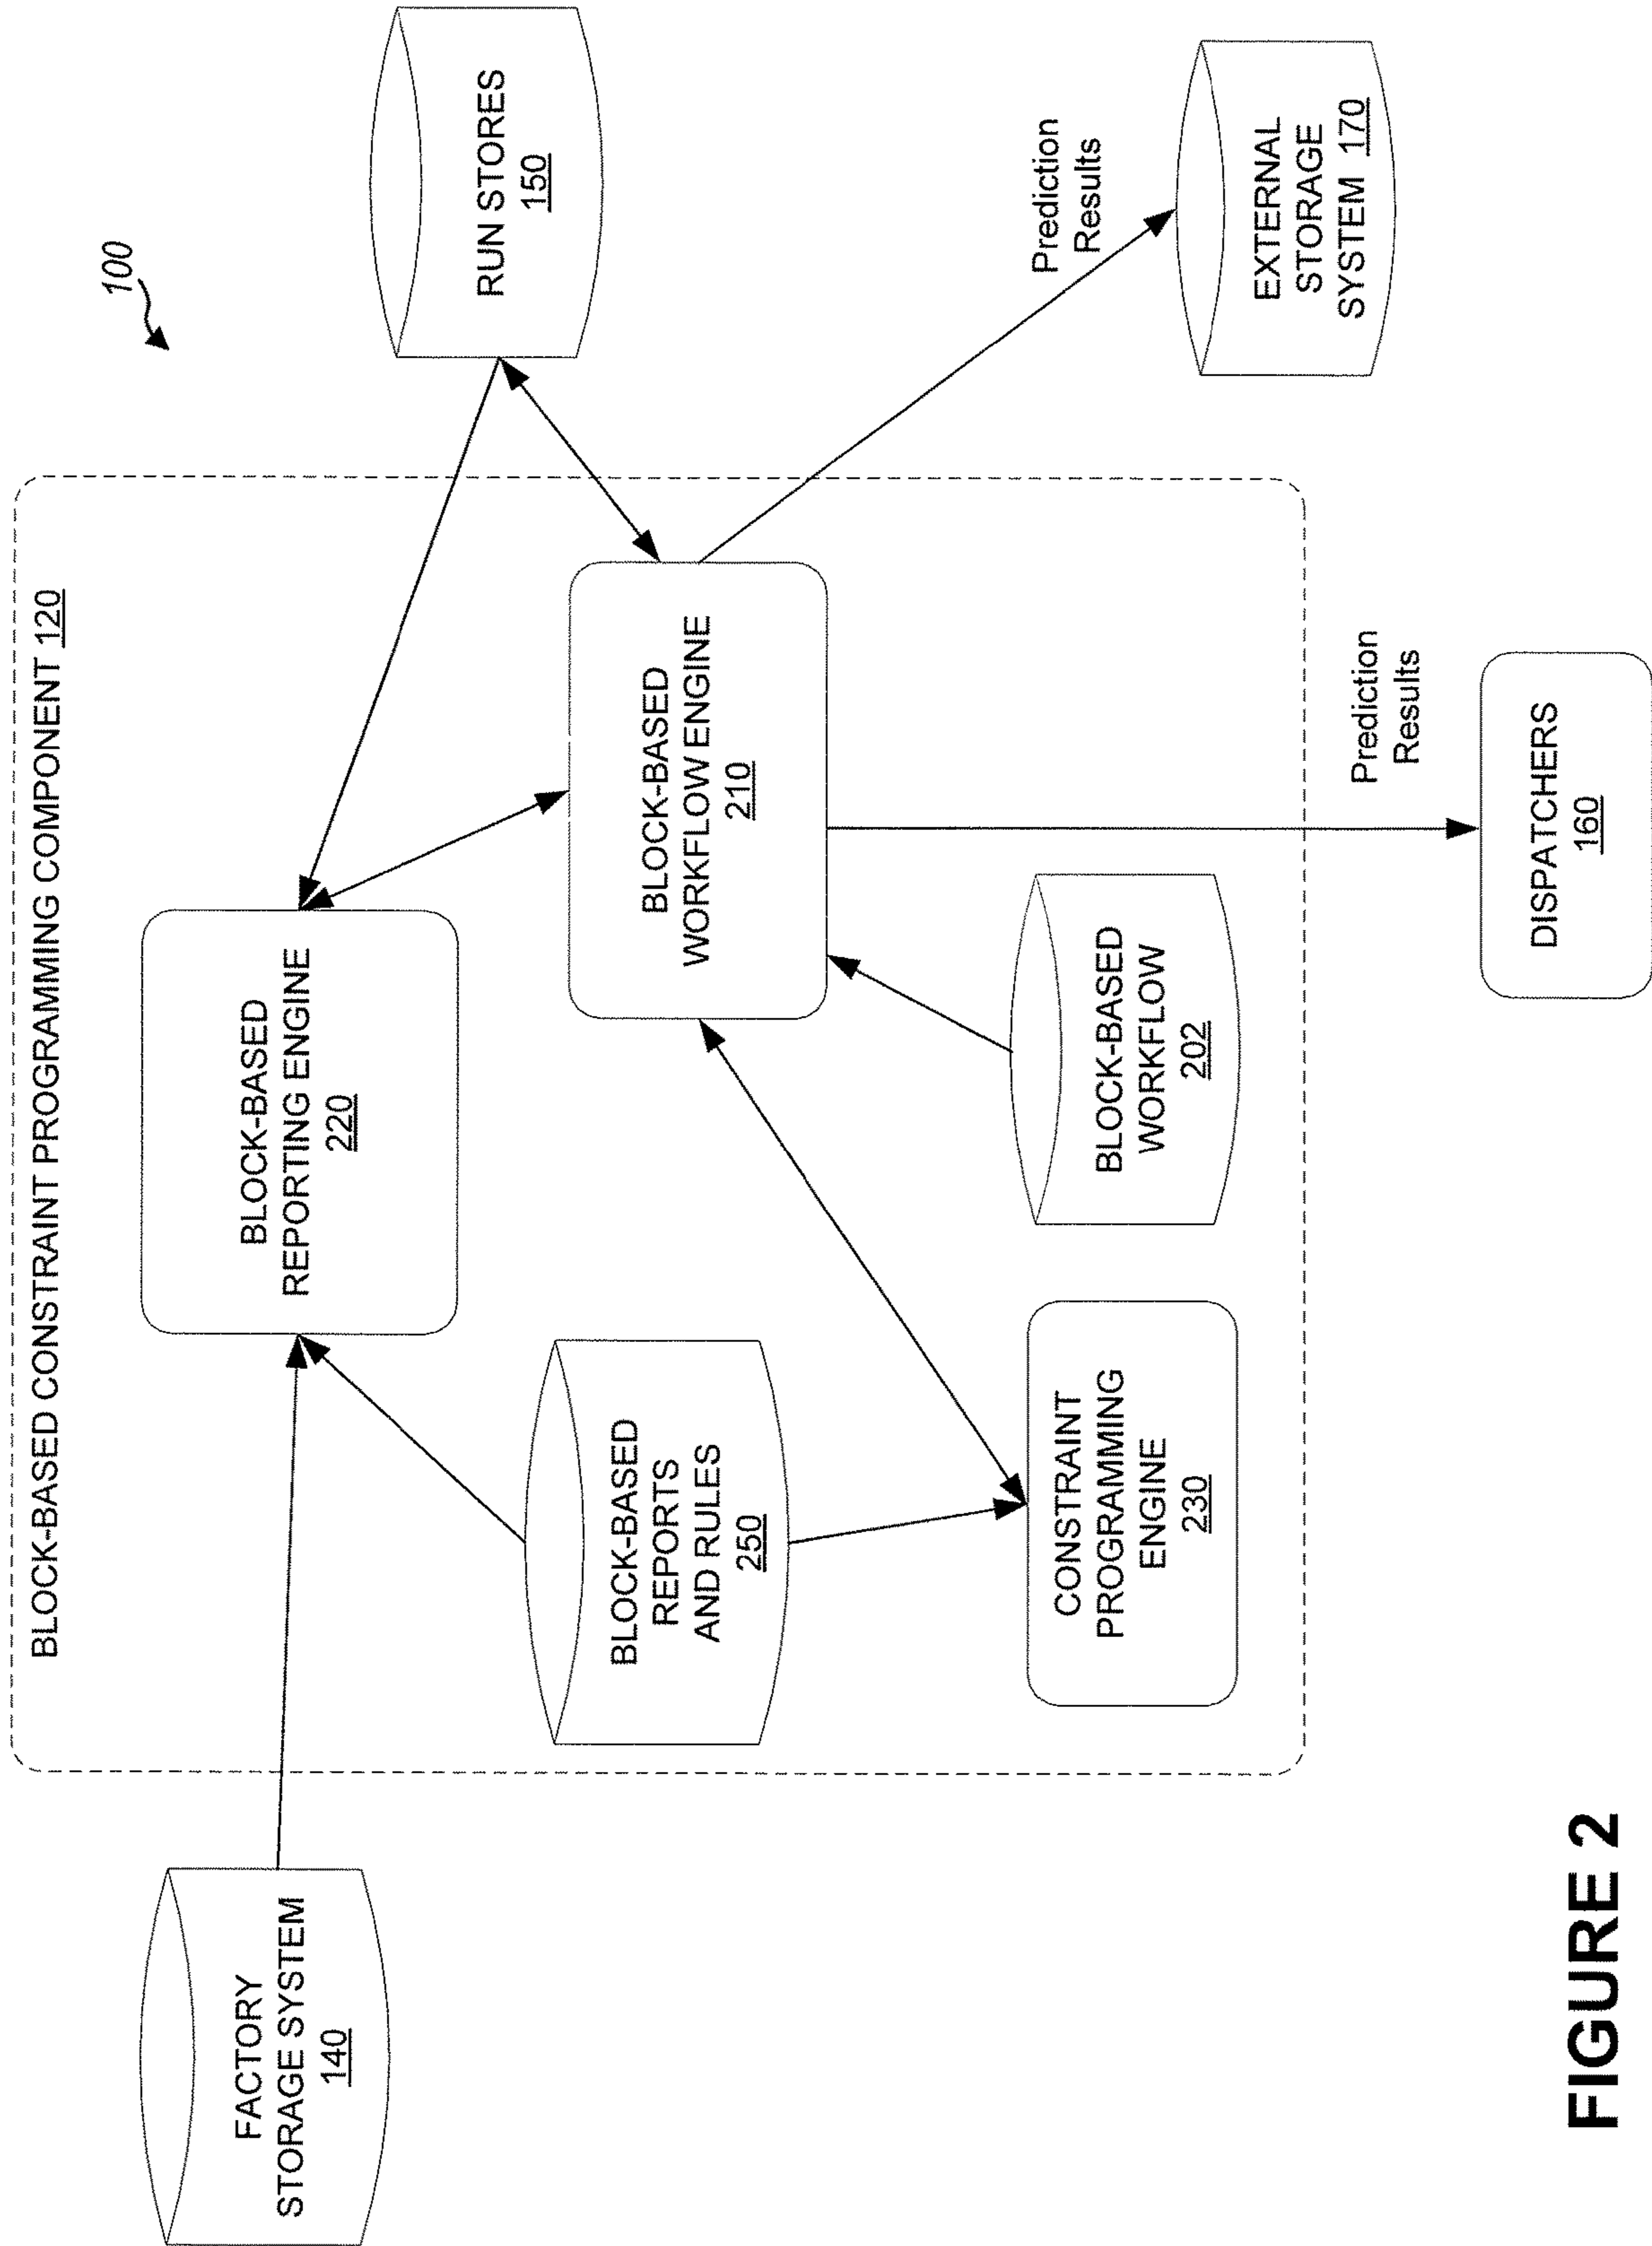 100
BLOCK-BASED CONSTRAINT PROGRAMMING COMPONENT 120
FACTORY
STORAGE SYSTEM
140
BLOCK-BASED
REPORTING ENGINE
220
RUN STORES
150
BLOCK-BASED
REPORTS
AND RULES
250
BLOCK-BASED
WORKFLOW ENGINE
210
CONSTRAINT
PROGRAMMING
ENGINE
230
BLOCK-BASED
WORKFLOW
202
Prediction
Results
EXTERNAL
STORAGE
SYSTEM 170
Prediction
Results
DISPATCHERS
160
FIGURE 2